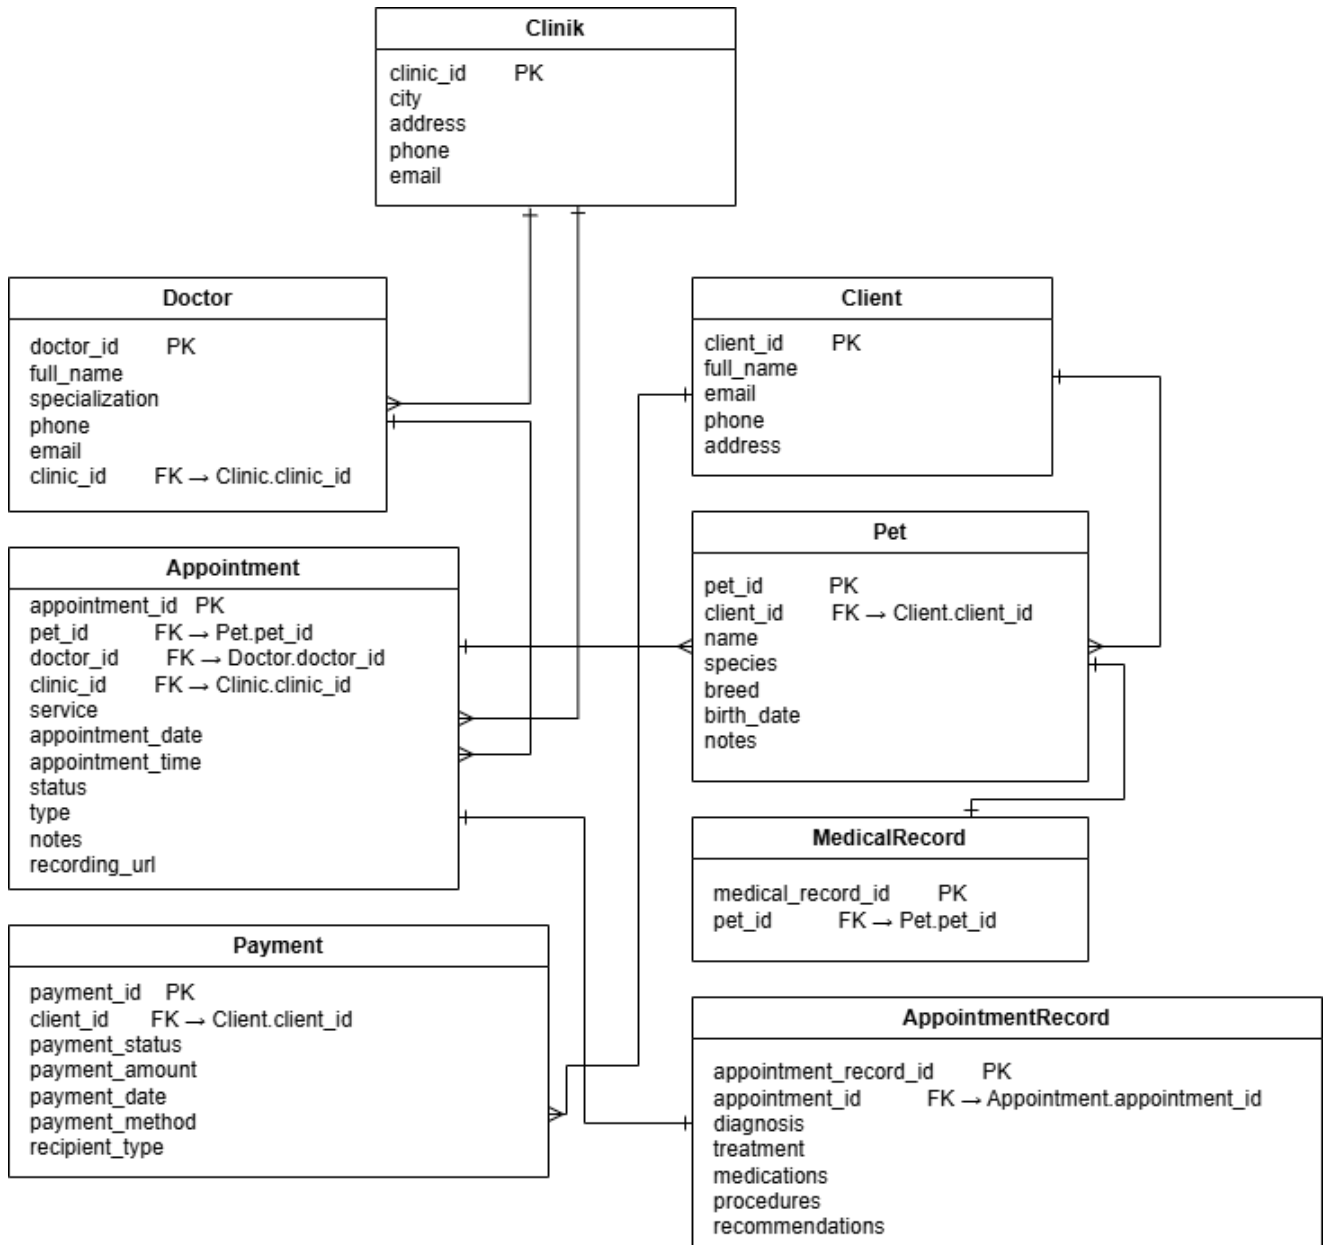 Clinik
clinic_id PK
city
address
phone
email
Doctor
doctor_id PK
full_name
specialization
phone
email
clinic_id FK → Clinic.clinic_id
Client
client_id PK
full_name
email
phone
address
Appointment
appointment_id PK
pet_id FK → Pet.pet_id
doctor_id FK → Doctor.doctor_id
clinic_id FK → Clinic.clinic_id
service
appointment_date
appointment_time
status
type
notes
recording_url
Pet
pet_id PK
client_id FK → Client.client_id
name
species
breed
birth_date
notes
MedicalRecord
medical_record_id PK
pet_id FK → Pet.pet_id
Payment
payment_id PK
client_id FK → Client.client_id
payment_status
payment_amount
payment_date
payment_method
recipient_type
AppointmentRecord
appointment_record_id PK
appointment_id FK → Appointment.appointment_id
diagnosis
treatment
medications
procedures
recommendations